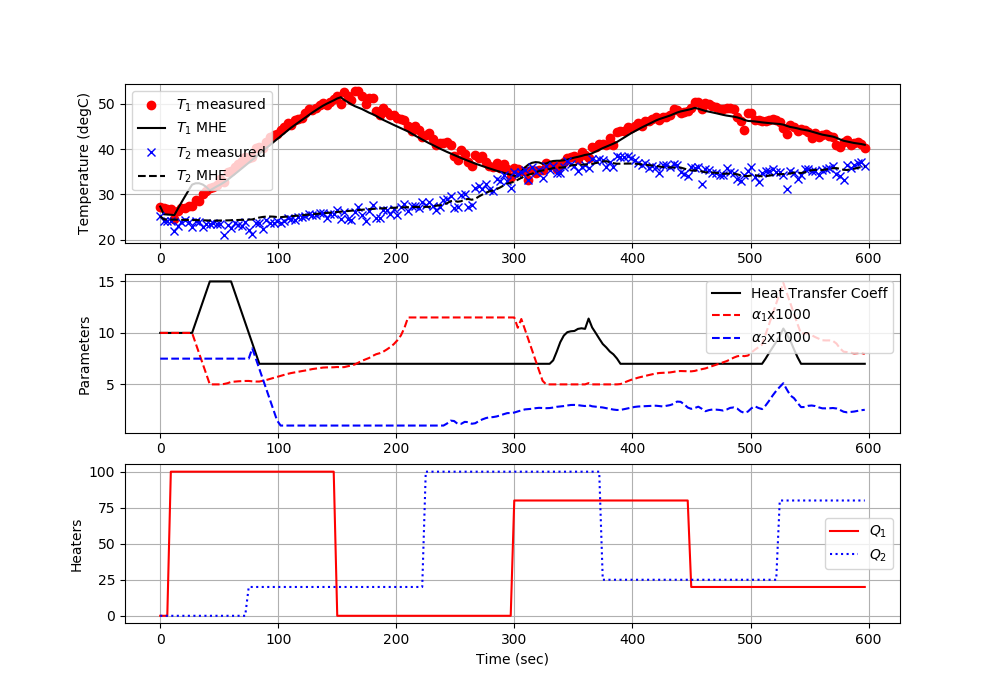 50
40
30
20
Temperature (degC)
T₁ measured
T₁ MHE
T₂ measured
T₂ MHE
0 100 200 300 400 500 600
15
10
5
Parameters
Heat Transfer Coeff
α₁x1000
α₂x1000
0 100 200 300 400 500 600
100
75
50
25
0
Heaters
Q₁
Q₂
0 100 200 300 400 500 600
Time (sec)